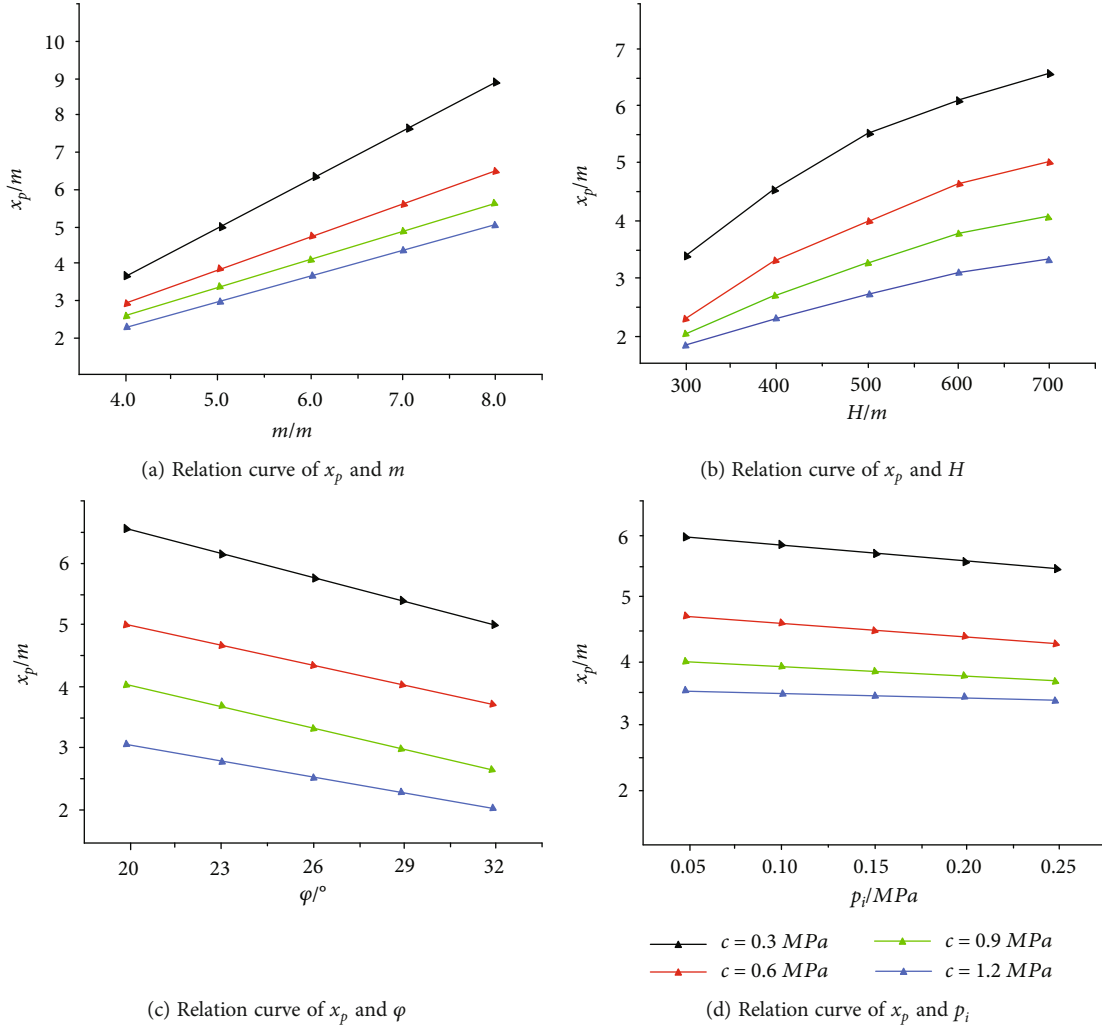 10
9
8
7
6
5
4
3
2
x_p/m
4.0 5.0 6.0 7.0 8.0
m/m
(a) Relation curve of x_p and m
7
6
5
4
3
2
x_p/m
300 400 500 600 700
H/m
(b) Relation curve of x_p and H
6
5
4
3
2
x_p/m
20 23 26 29 32
φ/°
(c) Relation curve of x_p and φ
6
5
4
3
2
x_p/m
0.05 0.10 0.15 0.20 0.25
p_i/MPa
c = 0.3 MPa c = 0.9 MPa
c = 0.6 MPa c = 1.2 MPa
(d) Relation curve of x_p and p_i